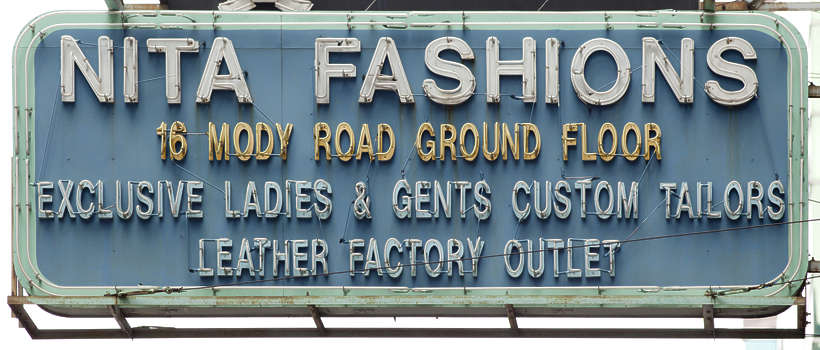 NITA FASHIONS
16 MODY ROAD GROUND FLOOR
EXCLUSIVE LADIES & GENTS CUSTOM TAILORS
LEATHER FACTORY OUTLET